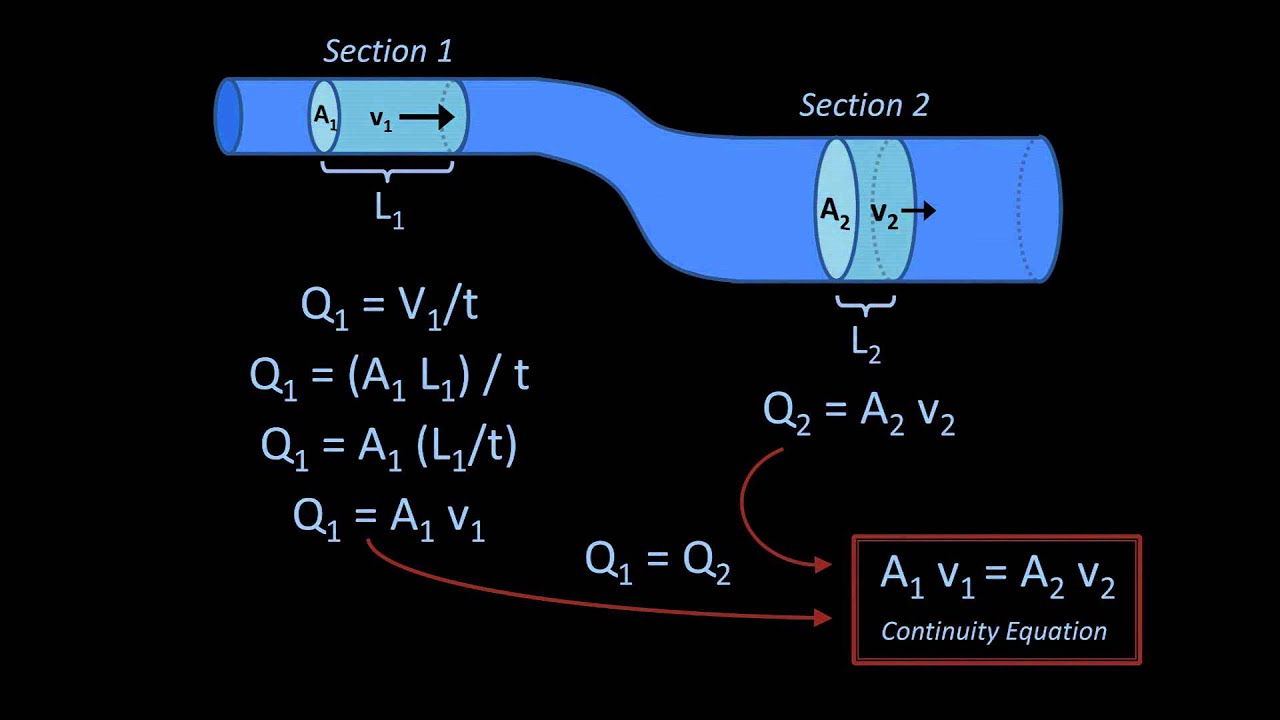 Section 1
A₁ v₁
L₁
Section 2
A₂ v₂
L₂
Q₁ = V₁/t
Q₁ = (A₁ L₁) / t
Q₁ = A₁ (L₁/t)
Q₁ = A₁ v₁
Q₂ = A₂ v₂
Q₁ = Q₂
A₁ v₁ = A₂ v₂
Continuity Equation